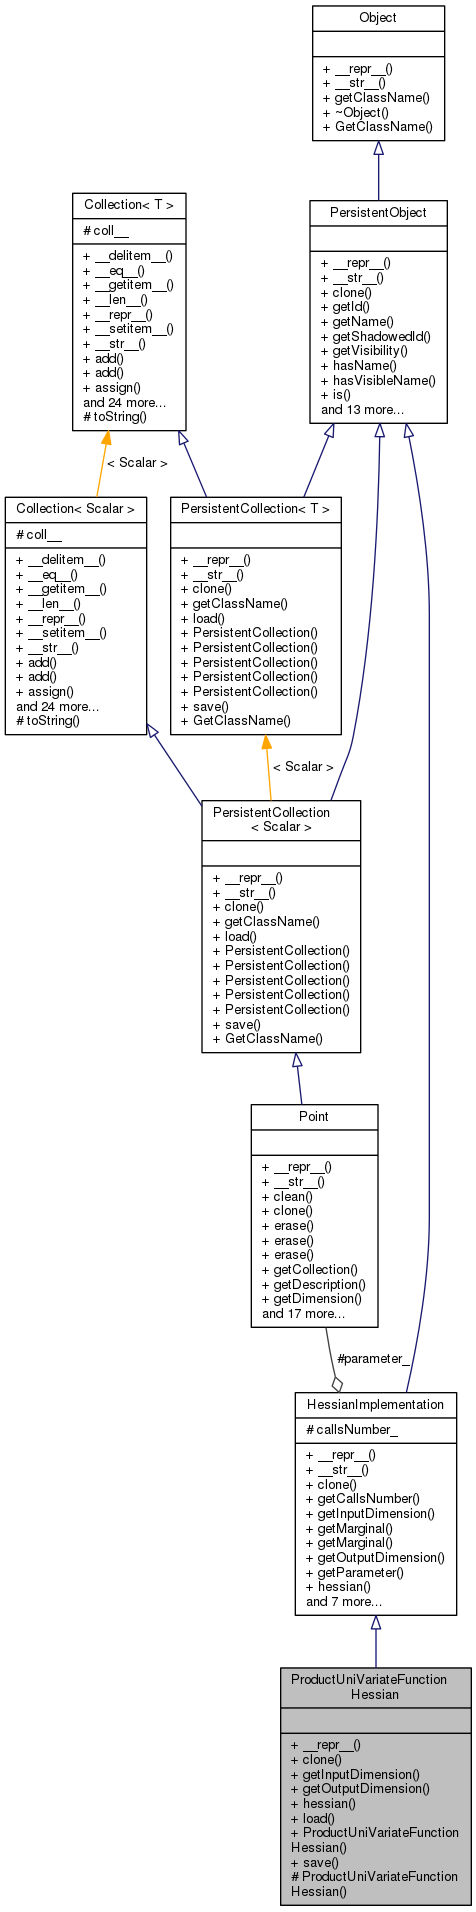 Object
+ __repr__()
+ __str__()
+ getClassName()
+ ~Object()
+ GetClassName()
Collection< T >
# coll__
+ __delitem__()
+ __eq__()
+ __getitem__()
+ __len__()
+ __repr__()
+ __setitem__()
+ __str__()
+ add()
+ add()
+ assign()
and 24 more...
# toString()
PersistentObject
+ __repr__()
+ __str__()
+ clone()
+ getId()
+ getName()
+ getShadowedId()
+ getVisibility()
+ hasName()
+ hasVisibleName()
+ is()
and 13 more...
< Scalar >
Collection< Scalar >
# coll__
+ __delitem__()
+ __eq__()
+ __getitem__()
+ __len__()
+ __repr__()
+ __setitem__()
+ __str__()
+ add()
+ add()
+ assign()
and 24 more...
# toString()
PersistentCollection< T >
+ __repr__()
+ __str__()
+ clone()
+ getClassName()
+ load()
+ PersistentCollection()
+ PersistentCollection()
+ PersistentCollection()
+ PersistentCollection()
+ PersistentCollection()
+ save()
+ GetClassName()
< Scalar >
PersistentCollection
< Scalar >
+ __repr__()
+ __str__()
+ clone()
+ getClassName()
+ load()
+ PersistentCollection()
+ PersistentCollection()
+ PersistentCollection()
+ PersistentCollection()
+ PersistentCollection()
+ save()
+ GetClassName()
Point
+ __repr__()
+ __str__()
+ clean()
+ clone()
+ erase()
+ erase()
+ erase()
+ getCollection()
+ getDescription()
+ getDimension()
and 17 more...
#parameter_
HessianImplementation
# callsNumber_
+ __repr__()
+ __str__()
+ clone()
+ getCallsNumber()
+ getInputDimension()
+ getMarginal()
+ getMarginal()
+ getOutputDimension()
+ getParameter()
+ hessian()
and 7 more...
ProductUniVariateFunction
Hessian
+ __repr__()
+ clone()
+ getInputDimension()
+ getOutputDimension()
+ hessian()
+ load()
+ ProductUniVariateFunction
Hessian()
+ save()
# ProductUniVariateFunction
Hessian()